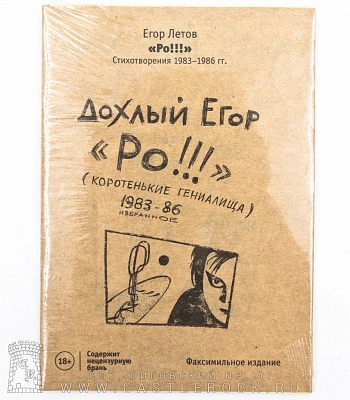 Егор Летов
«Ро!!!»
Стихотворения 1983–1986 гг.
ДОХЛЫЙ ЕГОР
«РО!!!»
(КОРОТЕНЬКИЕ ГЕНИАЛИЩА)
1983-86
ИЗБРАННОЕ
18+
Содержит
нецензурную
брань
Факсимильное издание
WWW.CASTLEROCK.RU